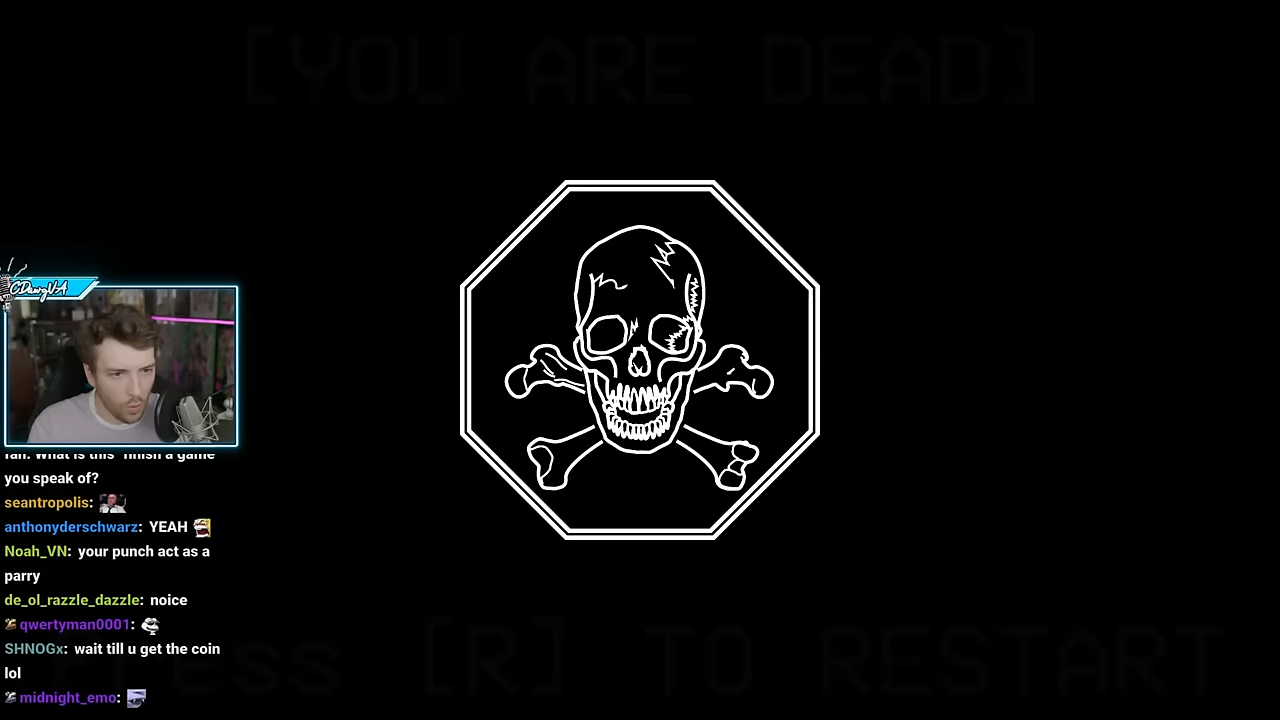 [YOU ARE DEAD]
CDawgVA
you speak of?
seantropolis:
anthonyderschwarz: YEAH
Noah_VN: your punch act as a
parry
de_ol_razzle_dazzle: noice
qwertyman0001:
SHNOGx: wait till u get the coin
lol
midnight_emo:
Press [R] TO RESTART